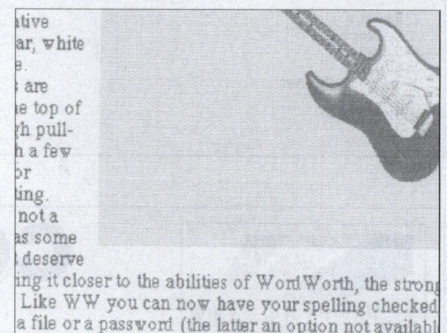 ative
ar, white
e.
s are
e top of
gh pull-
h a few
or
ting.
not a
as some
t deserve
ing it closer to the abilities of WordWorth, the strong
Like WW you can now have your spelling checked
a file or a password (the latter an option not availabl